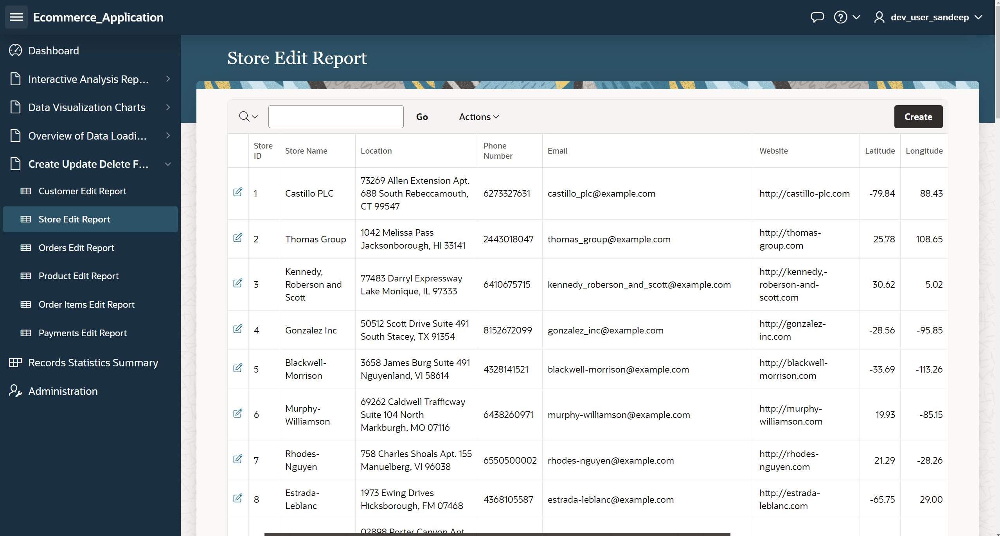 Ecommerce_Application
dev_user_sandeep
Dashboard
Interactive Analysis Rep...
Data Visualization Charts
Overview of Data Loadi...
Create Update Delete F...
Customer Edit Report
Store Edit Report
Orders Edit Report
Product Edit Report
Order Items Edit Report
Payments Edit Report
Records Statistics Summary
Administration
Store Edit Report
Go
Actions
Create
Store
ID
Store Name
Location
Phone
Number
Email
Website
Latitude
Longitude
1
Castillo PLC
73269 Allen Extension Apt.
688 South Rebeccamouth,
CT 99547
6273327631
castillo_plc@example.com
http://castillo-plc.com
-79.84
88.43
2
Thomas Group
1042 Melissa Pass
Jacksonborough, HI 33141
2443018047
thomas_group@example.com
http://thomas-
group.com
25.78
108.65
3
Kennedy,
Roberson and
Scott
77483 Darryl Expressway
Lake Monique, IL 97333
6410675715
kennedy_roberson_and_scott@example.com
http://kennedy,-
roberson-and-
scott.com
30.62
5.02
4
Gonzalez Inc
50512 Scott Drive Suite 491
South Stacey, TX 91354
8152672099
gonzalez_inc@example.com
http://gonzalez-
inc.com
-28.56
-95.85
5
Blackwell-
Morrison
3658 James Burg Suite 491
Nguyenland, VI 58614
4328141521
blackwell-morrison@example.com
http://blackwell-
morrison.com
-33.69
-113.26
6
Murphy-
Williamson
69262 Caldwell Trafficway
Suite 104 North
Markburgh, MO 07116
6438260971
murphy-williamson@example.com
http://murphy-
williamson.com
19.93
-85.15
7
Rhodes-
Nguyen
758 Charles Shoals Apt. 155
Manuelberg, VI 96038
6550500002
rhodes-nguyen@example.com
http://rhodes-
nguyen.com
21.29
-28.26
8
Estrada-
Leblanc
1973 Ewing Drives
Hicksborough, FM 07468
4368105587
estrada-leblanc@example.com
http://estrada-
leblanc.com
-65.75
29.00
02898 Porter Canyon Apt.